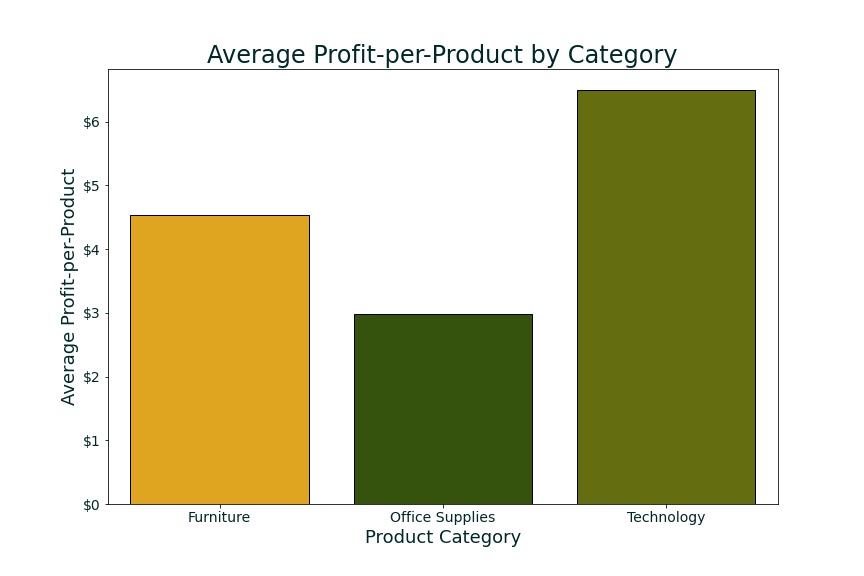 Average Profit-per-Product by Category
Average Profit-per-Product
$6
$5
$4
$3
$2
$1
$0
Furniture
Office Supplies
Technology
Product Category